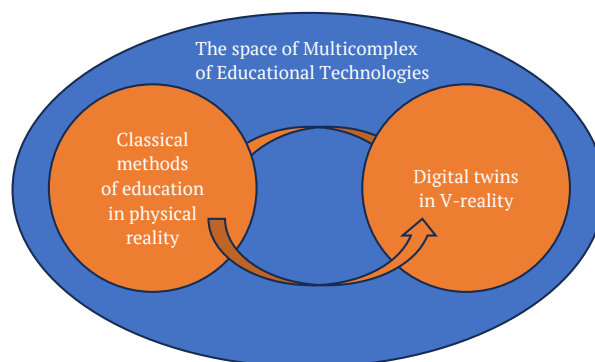 The space of Multicomplex
of Educational Technologies
Classical
methods
of education
in physical
reality
Digital twins
in V-reality